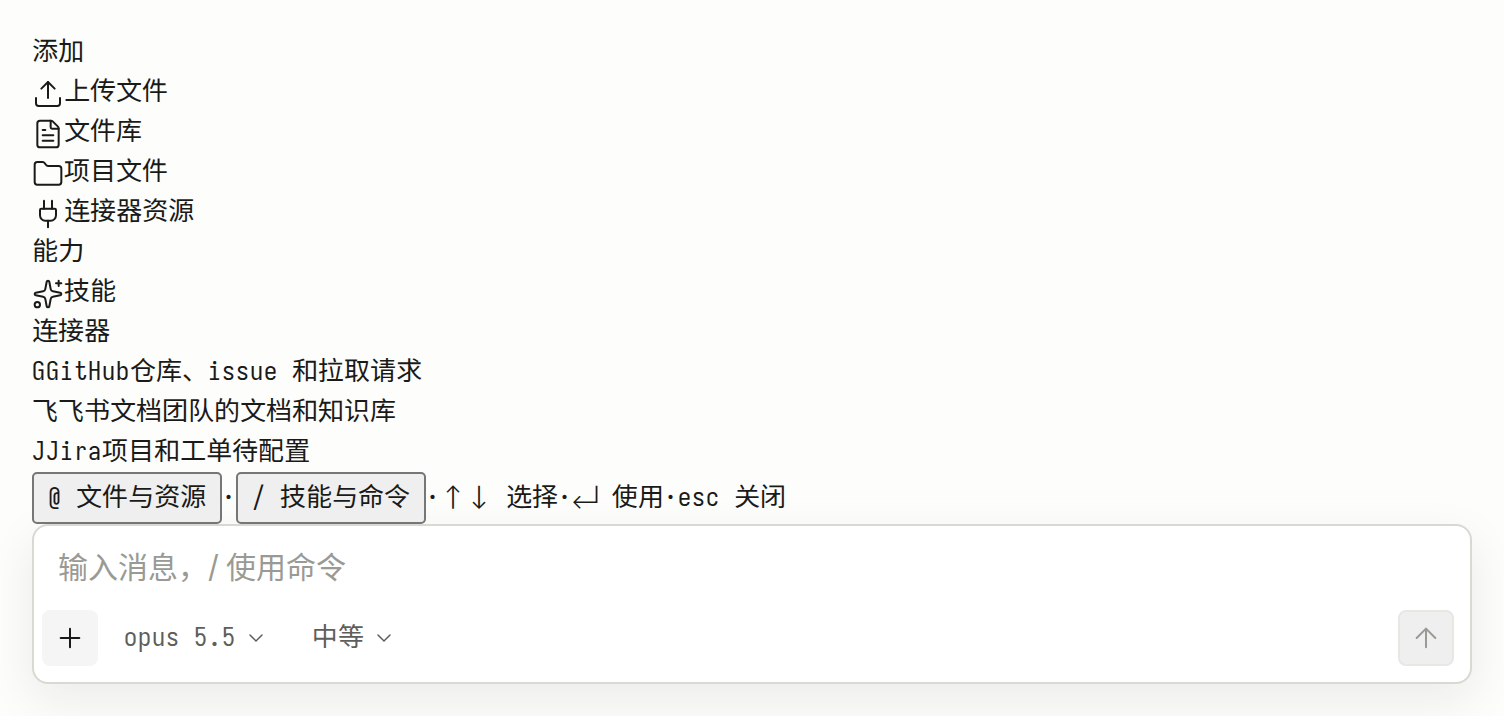 添加
上传文件
文件库
项目文件
连接器资源
能力
技能
连接器
GGitHub仓库、issue 和拉取请求
飞飞书文档团队的文档和知识库
JJira项目和工单待配置
@ 文件与资源·/ 技能与命令·↑↓ 选择·↵ 使用·esc 关闭
输入消息，/ 使用命令
opus 5.5 中等